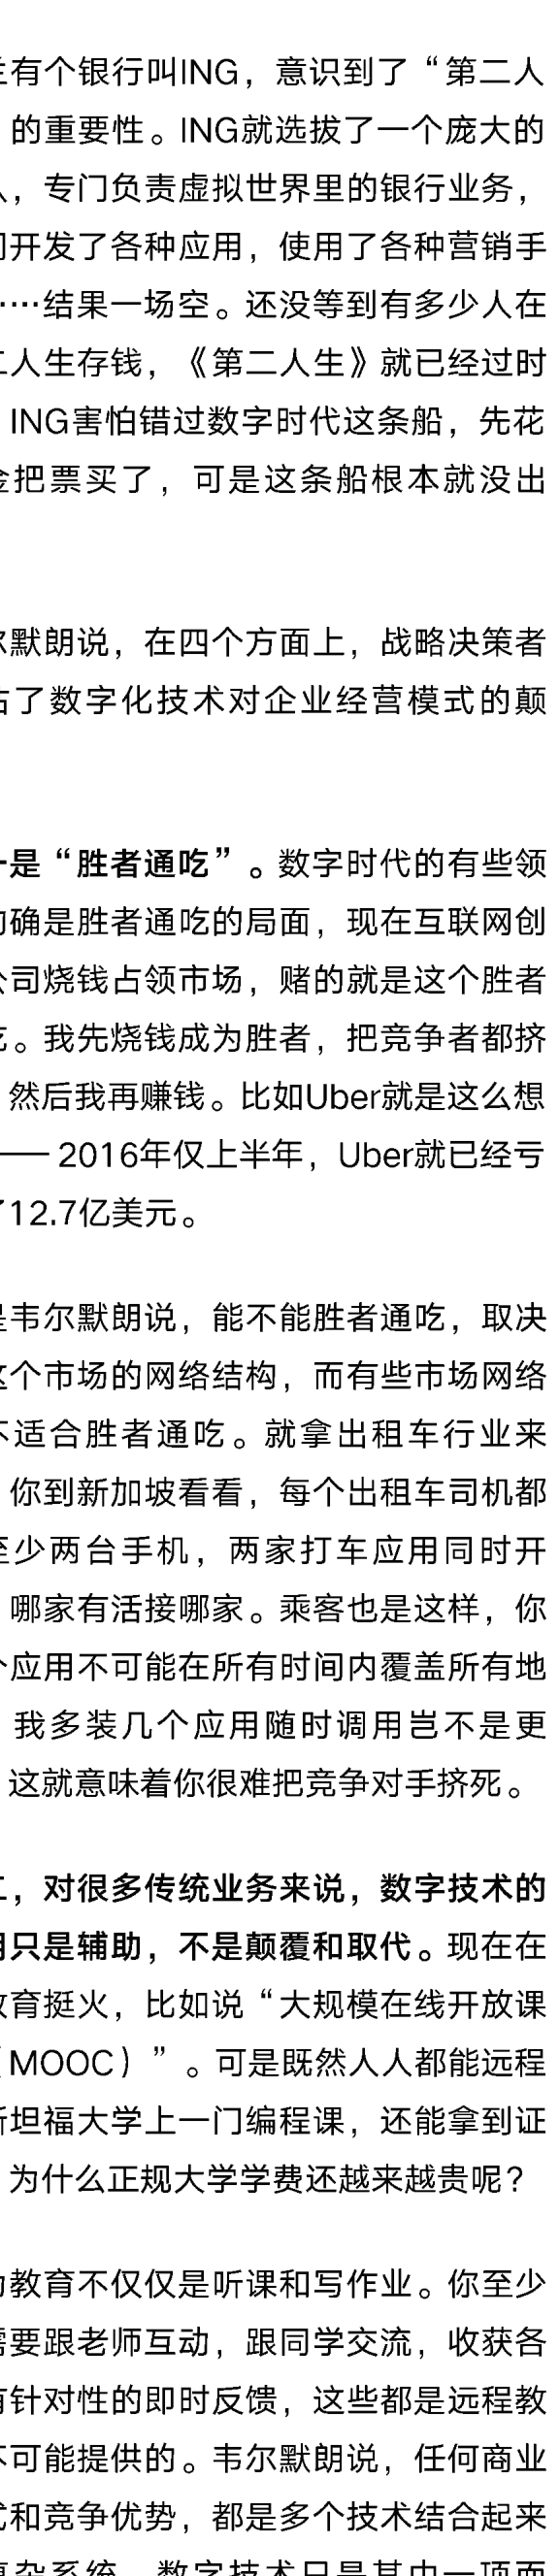 有个银行叫ING，意识到了“第二人
的重要性。ING就选拔了一个庞大的
，专门负责虚拟世界里的银行业务，
开发了各种应用，使用了各种营销手
……结果一场空。还没等到有多少人在
人生存钱，《第二人生》就已经过时
ING害怕错过数字时代这条船，先花
把票买了，可是这条船根本就没出
默朗说，在四个方面上，战略决策者
了数字化技术对企业经营模式的颠
是“胜者通吃”。数字时代的有些领
确是胜者通吃的局面，现在互联网创
司烧钱占领市场，赌的就是这个胜者
。我先烧钱成为胜者，把竞争者都挤
然后我再赚钱。比如Uber就是这么想
—— 2016年仅上半年，Uber就已经亏
12.7亿美元。
韦尔默朗说，能不能胜者通吃，取决
个市场的网络结构，而有些市场网络
适合胜者通吃。就拿出租车行业来
你到新加坡看看，每个出租车司机都
少两台手机，两家打车应用同时开
哪家有活接哪家。乘客也是这样，你
应用不可能在所有时间内覆盖所有地
我多装几个应用随时调用岂不是更
这就意味着你很难把竞争对手挤死。
，对很多传统业务来说，数字技术的
只是辅助，不是颠覆和取代。现在在
育挺火，比如说“大规模在线开放课
（MOOC）”。可是既然人人都能远程
坦福大学上一门编程课，还能拿到证
为什么正规大学学费还越来越贵呢？
教育不仅仅是听课和写作业。你至少
要跟老师互动，跟同学交流，收获各
针对性的即时反馈，这些都是远程教
可能提供的。韦尔默朗说，任何商业
和竞争优势，都是多个技术结合起来
杂系统，数字技术只是其中一项而